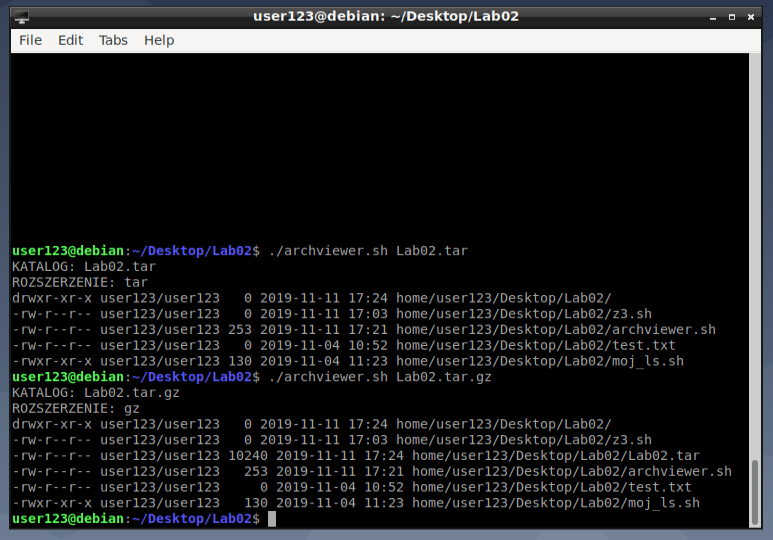 user123@debian: ~/Desktop/Lab02
File Edit Tabs Help
user123@debian:~/Desktop/Lab02$ ./archviewer.sh Lab02.tar
KATALOG: Lab02.tar
ROZSZERZENIE: tar
drwxr-xr-x user123/user123   0 2019-11-11 17:24 home/user123/Desktop/Lab02/
-rw-r--r-- user123/user123   0 2019-11-11 17:03 home/user123/Desktop/Lab02/z3.sh
-rw-r--r-- user123/user123 253 2019-11-11 17:21 home/user123/Desktop/Lab02/archviewer.sh
-rw-r--r-- user123/user123   0 2019-11-04 10:52 home/user123/Desktop/Lab02/test.txt
-rwxr-xr-x user123/user123 130 2019-11-04 11:23 home/user123/Desktop/Lab02/moj_ls.sh
user123@debian:~/Desktop/Lab02$ ./archviewer.sh Lab02.tar.gz
KATALOG: Lab02.tar.gz
ROZSZERZENIE: gz
drwxr-xr-x user123/user123   0 2019-11-11 17:24 home/user123/Desktop/Lab02/
-rw-r--r-- user123/user123   0 2019-11-11 17:03 home/user123/Desktop/Lab02/z3.sh
-rw-r--r-- user123/user123 10240 2019-11-11 17:24 home/user123/Desktop/Lab02/Lab02.tar
-rw-r--r-- user123/user123   253 2019-11-11 17:21 home/user123/Desktop/Lab02/archviewer.sh
-rw-r--r-- user123/user123     0 2019-11-04 10:52 home/user123/Desktop/Lab02/test.txt
-rwxr-xr-x user123/user123   130 2019-11-04 11:23 home/user123/Desktop/Lab02/moj_ls.sh
user123@debian:~/Desktop/Lab02$